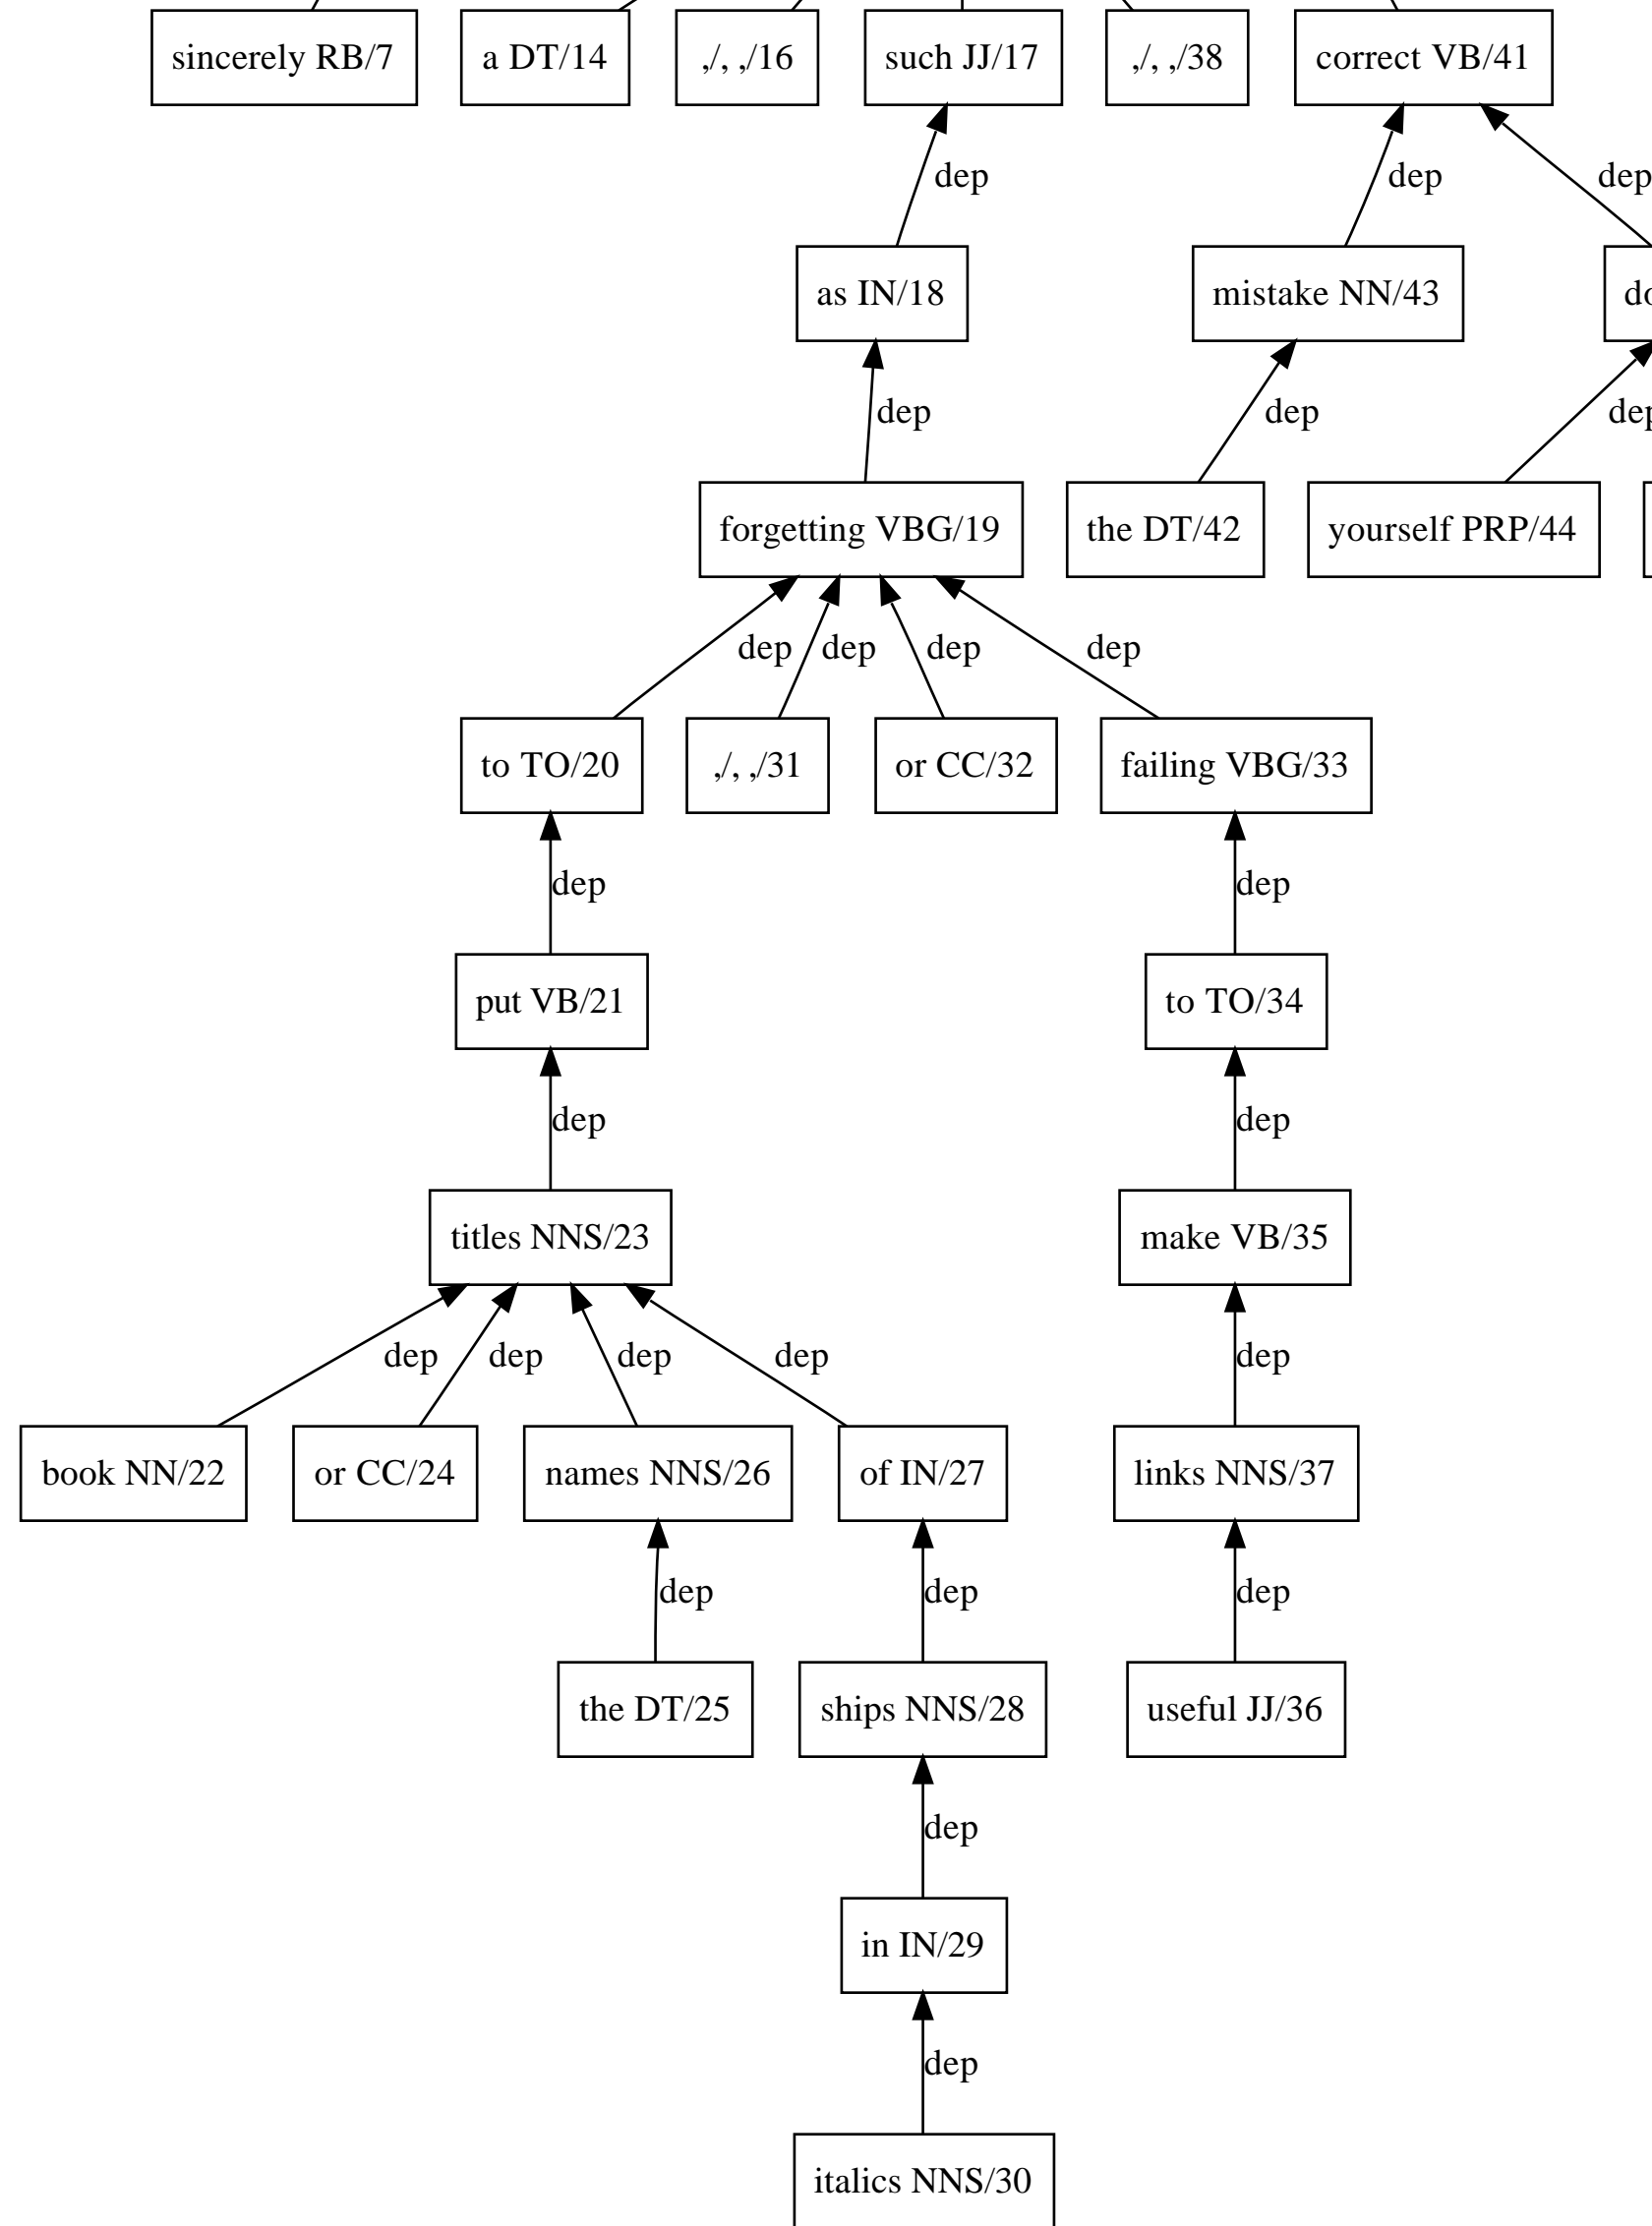 sincerely RB/7 a DT/14 ,/, ,/16 such JJ/17 ,/, ,/38 correct VB/41
dep dep dep
as IN/18 mistake NN/43
dep dep
forgetting VBG/19 the DT/42 yourself PRP/44
dep dep dep dep
to TO/20 ,/, ,/31 or CC/32 failing VBG/33
dep dep
put VB/21 to TO/34
dep dep
titles NNS/23 make VB/35
dep dep dep dep dep
book NN/22 or CC/24 names NNS/26 of IN/27 links NNS/37
dep dep dep
the DT/25 ships NNS/28 useful JJ/36
dep
in IN/29
dep
italics NNS/30